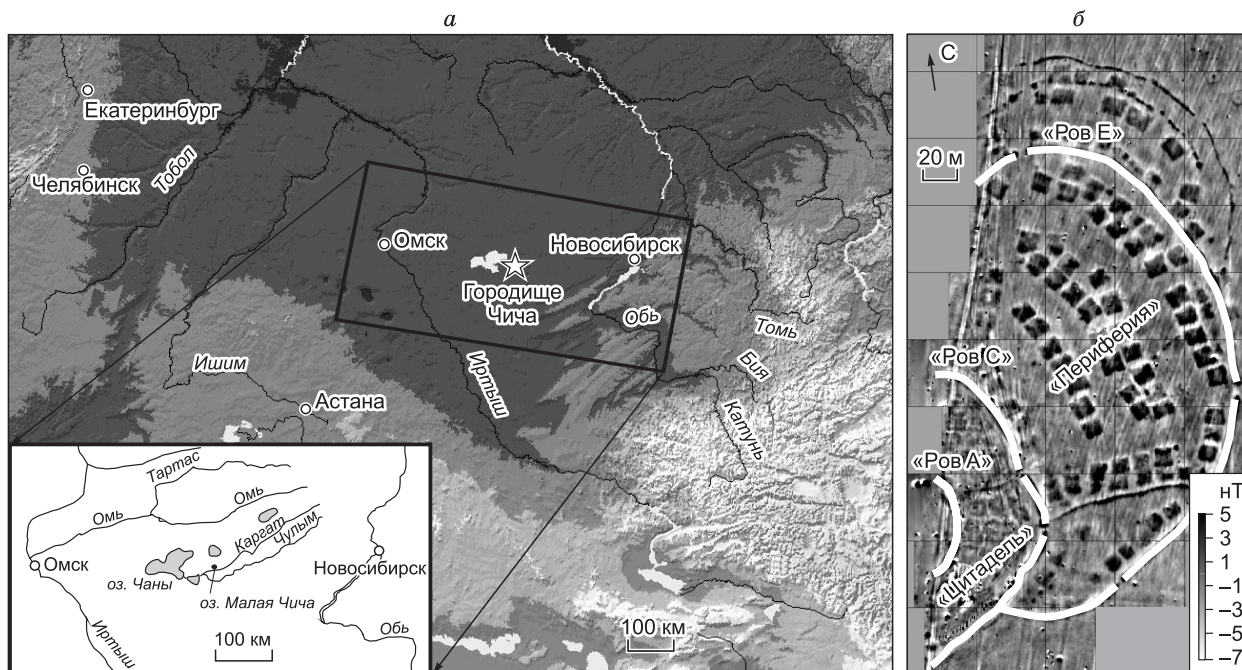 а
Екатеринбург
Челябинск
Тобол
Омск
Новосибирск
Городище
Чича
Обь
Томь
Бия
Катунь
Иртыш
Ишим
Астана
100 км
Тартас
Омь
Омь
Каргат
Чулым
Омск
оз. Чаны
оз. Малая Чича
Новосибирск
Иртыш
100 км
Обь
б
С
20 м
«Ров Е»
«Периферия»
«Ров С»
«Ров А»
«Цитадель»
нТ
5
3
1
–1
–3
–5
–7